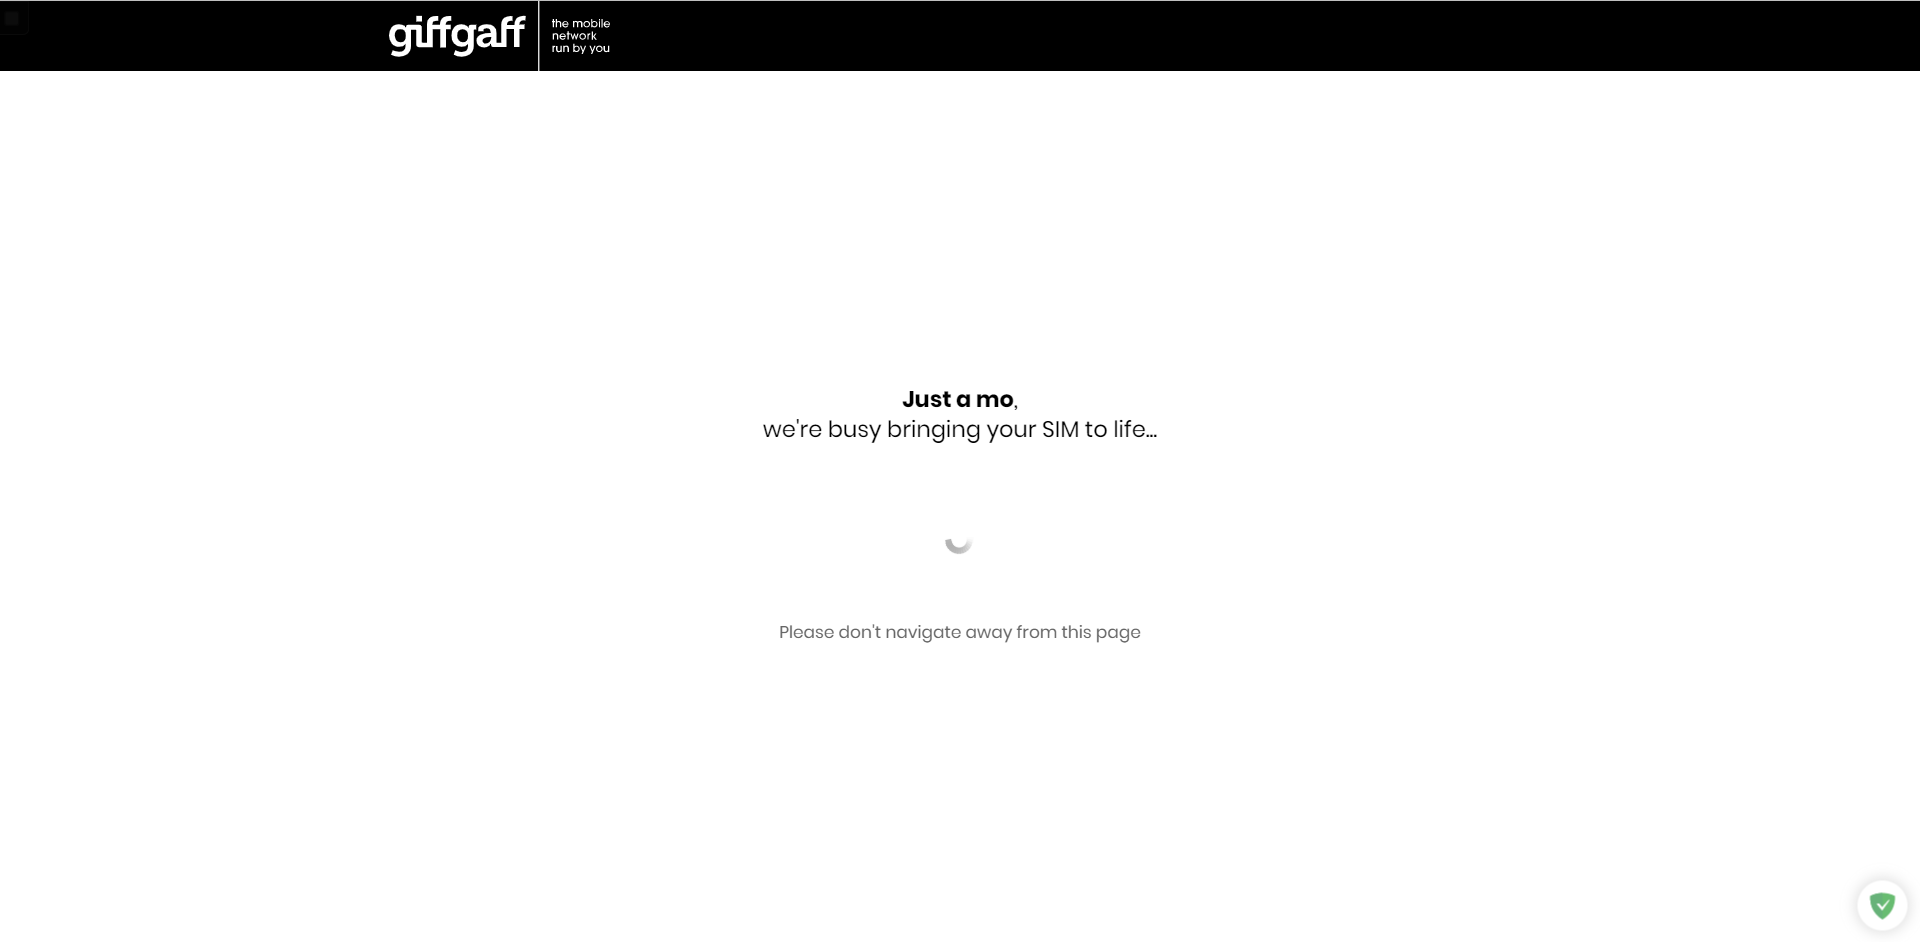 giffgaff
the mobile
network
run by you
Just a mo,
we're busy bringing your SIM to life...
Please don't navigate away from this page